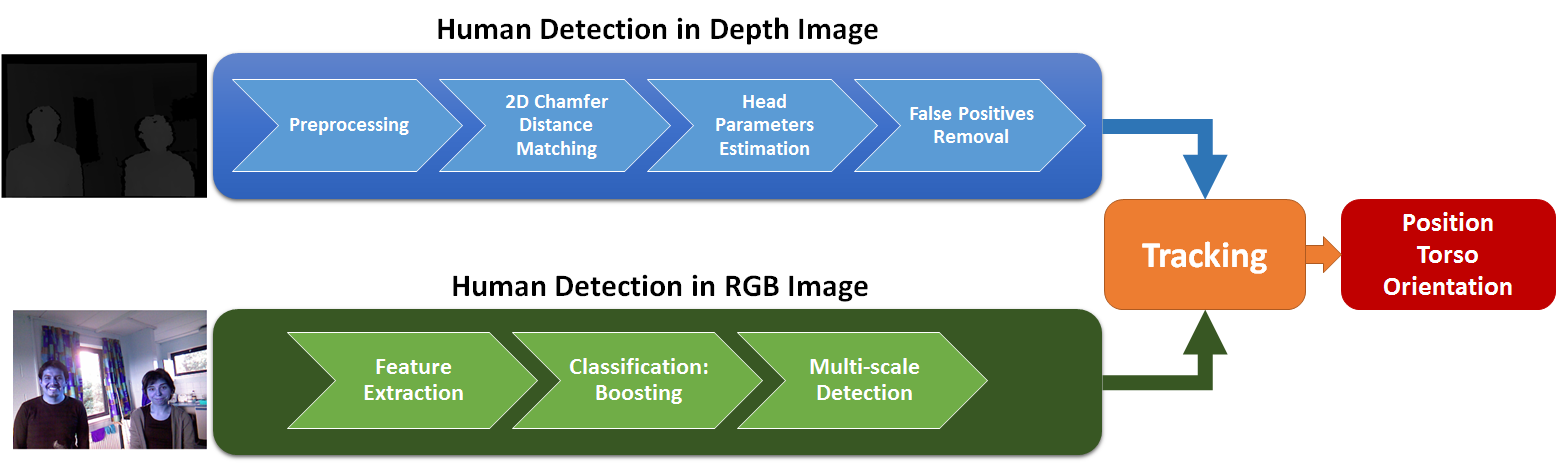 Human Detection in Depth Image
Preprocessing
2D Chamfer
Distance
Matching
Head
Parameters
Estimation
False Positives
Removal
Tracking
Position
Torso
Orientation
Human Detection in RGB Image
Feature
Extraction
Classification:
Boosting
Multi-scale
Detection